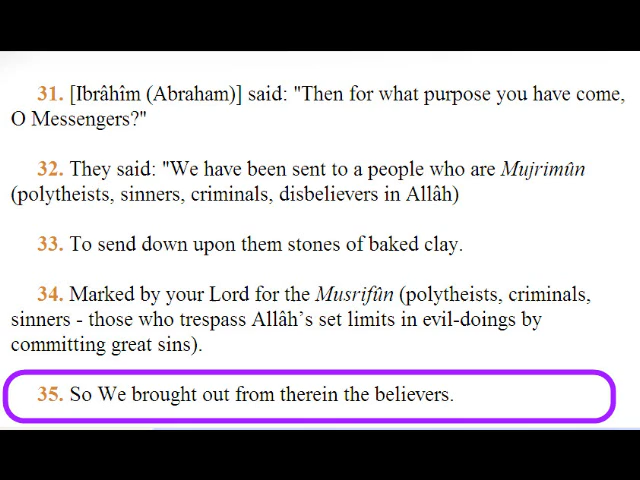 31. [Ibrâhîm (Abraham)] said: "Then for what purpose you have come,
O Messengers?"
32. They said: "We have been sent to a people who are Mujrimûn
(polytheists, sinners, criminals, disbelievers in Allâh)
33. To send down upon them stones of baked clay.
34. Marked by your Lord for the Musrifûn (polytheists, criminals,
sinners - those who trespass Allâh's set limits in evil-doings by
committing great sins).
35. So We brought out from therein the believers.